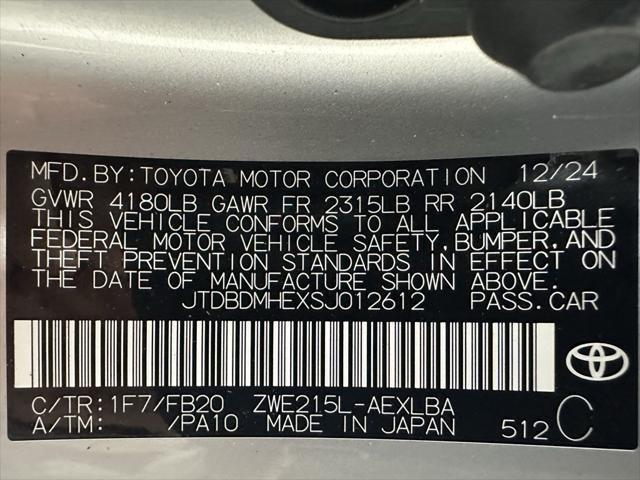 MFD. BY: TOYOTA MOTOR CORPORATION 12/24
GVWR 4180LB GAWR FR 2315LB RR 2140LB
THIS VEHICLE CONFORMS TO ALL APPLICABLE
FEDERAL MOTOR VEHICLE SAFETY, BUMPER, AND
THEFT PREVENTION STANDARDS IN EFFECT ON
THE DATE OF MANUFACTURE SHOWN ABOVE.
JTDBDMHEXSJ012612 PASS. CAR
C/TR: 1F7/FB20 ZWE215L-AEXLBA
A/TM: /PA10 MADE IN JAPAN 512 C